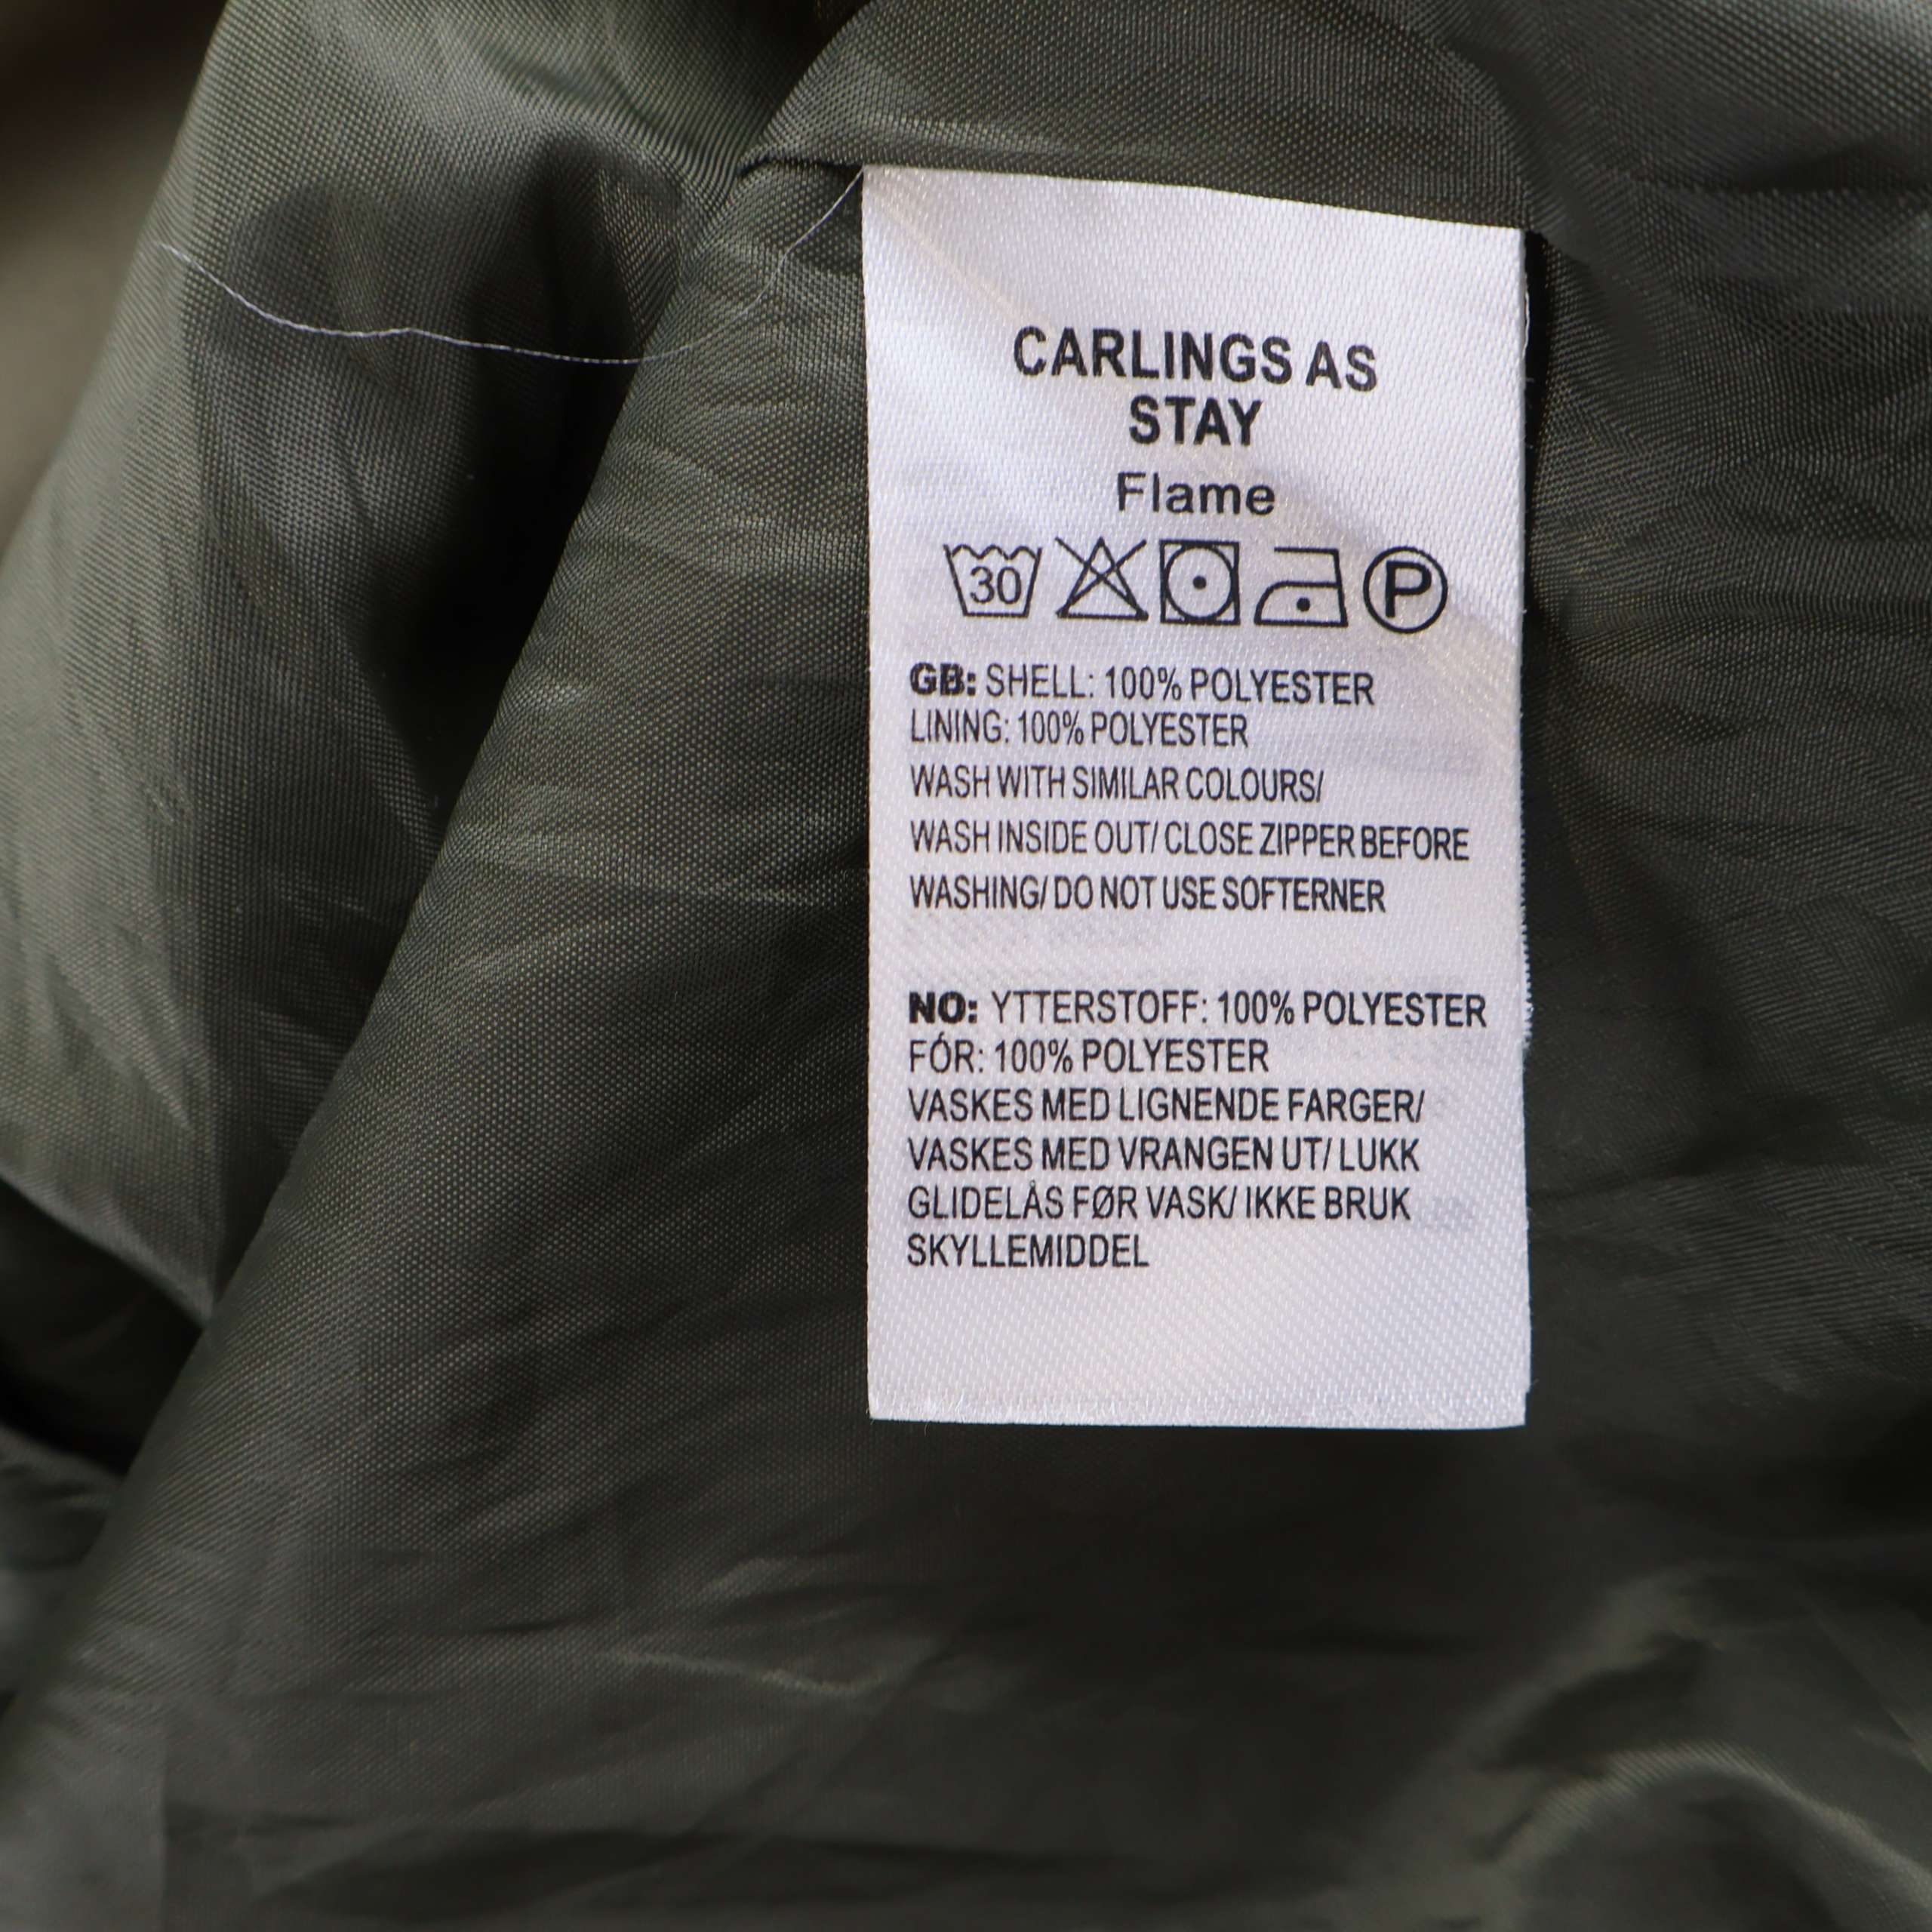 CARLINGS AS
STAY
Flame
30 P
GB: SHELL: 100% POLYESTER
LINING: 100% POLYESTER
WASH WITH SIMILAR COLOURS/
WASH INSIDE OUT/ CLOSE ZIPPER BEFORE
WASHING/ DO NOT USE SOFTERNER
NO: YTTERSTOFF: 100% POLYESTER
FÓR: 100% POLYESTER
VASKES MED LIGNENDE FARGER/
VASKES MED VRANGEN UT/ LUKK
GLIDELÅS FØR VASK/ IKKE BRUK
SKYLLEMIDDEL